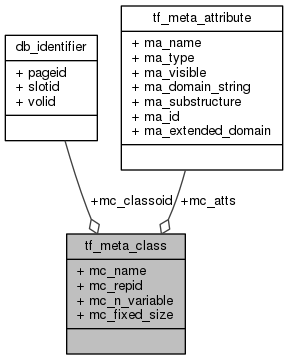 db_identifier
+ pageid
+ slotid
+ volid
tf_meta_attribute
+ ma_name
+ ma_type
+ ma_visible
+ ma_domain_string
+ ma_substructure
+ ma_id
+ ma_extended_domain
+mc_classoid
+mc_atts
tf_meta_class
+ mc_name
+ mc_repid
+ mc_n_variable
+ mc_fixed_size